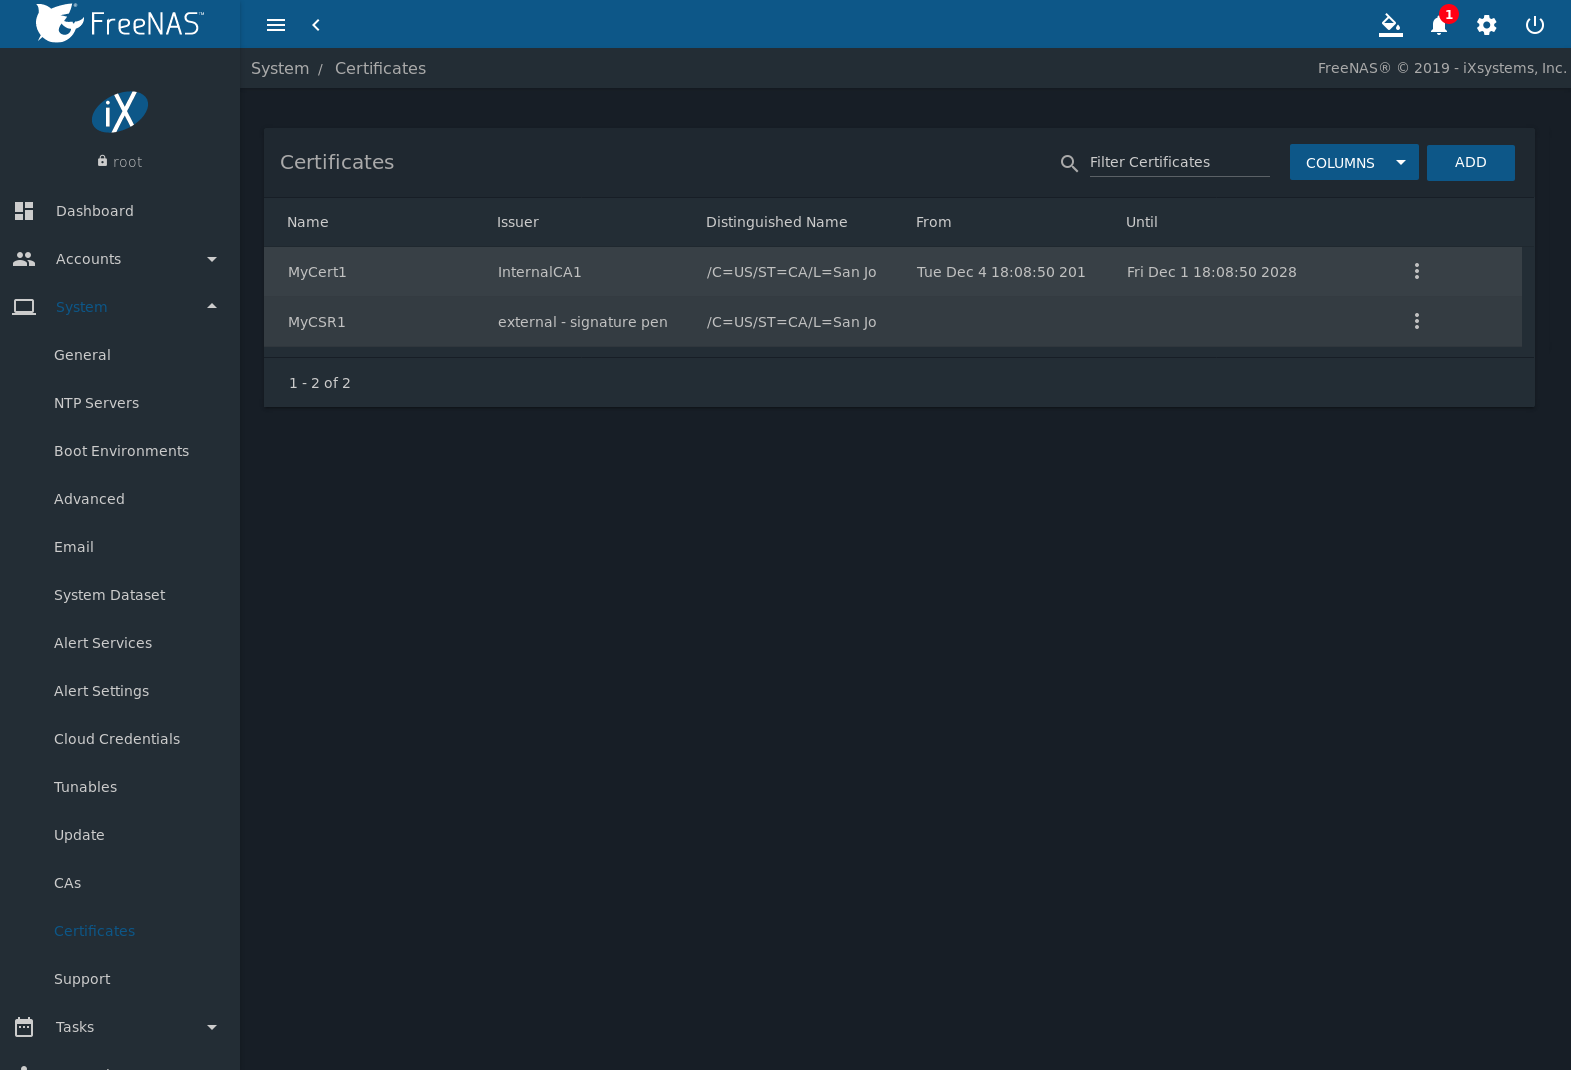 FreeNAS™
1
System / Certificates
FreeNAS® © 2019 - iXsystems, Inc.
iX
root
Dashboard
Accounts
System
General
NTP Servers
Boot Environments
Advanced
Email
System Dataset
Alert Services
Alert Settings
Cloud Credentials
Tunables
Update
CAs
Certificates
Support
Tasks
Certificates
Filter Certificates
COLUMNS
ADD
Name Issuer Distinguished Name From Until
MyCert1 InternalCA1 /C=US/ST=CA/L=San Jo Tue Dec 4 18:08:50 201 Fri Dec 1 18:08:50 2028
MyCSR1 external - signature pen /C=US/ST=CA/L=San Jo
1 - 2 of 2